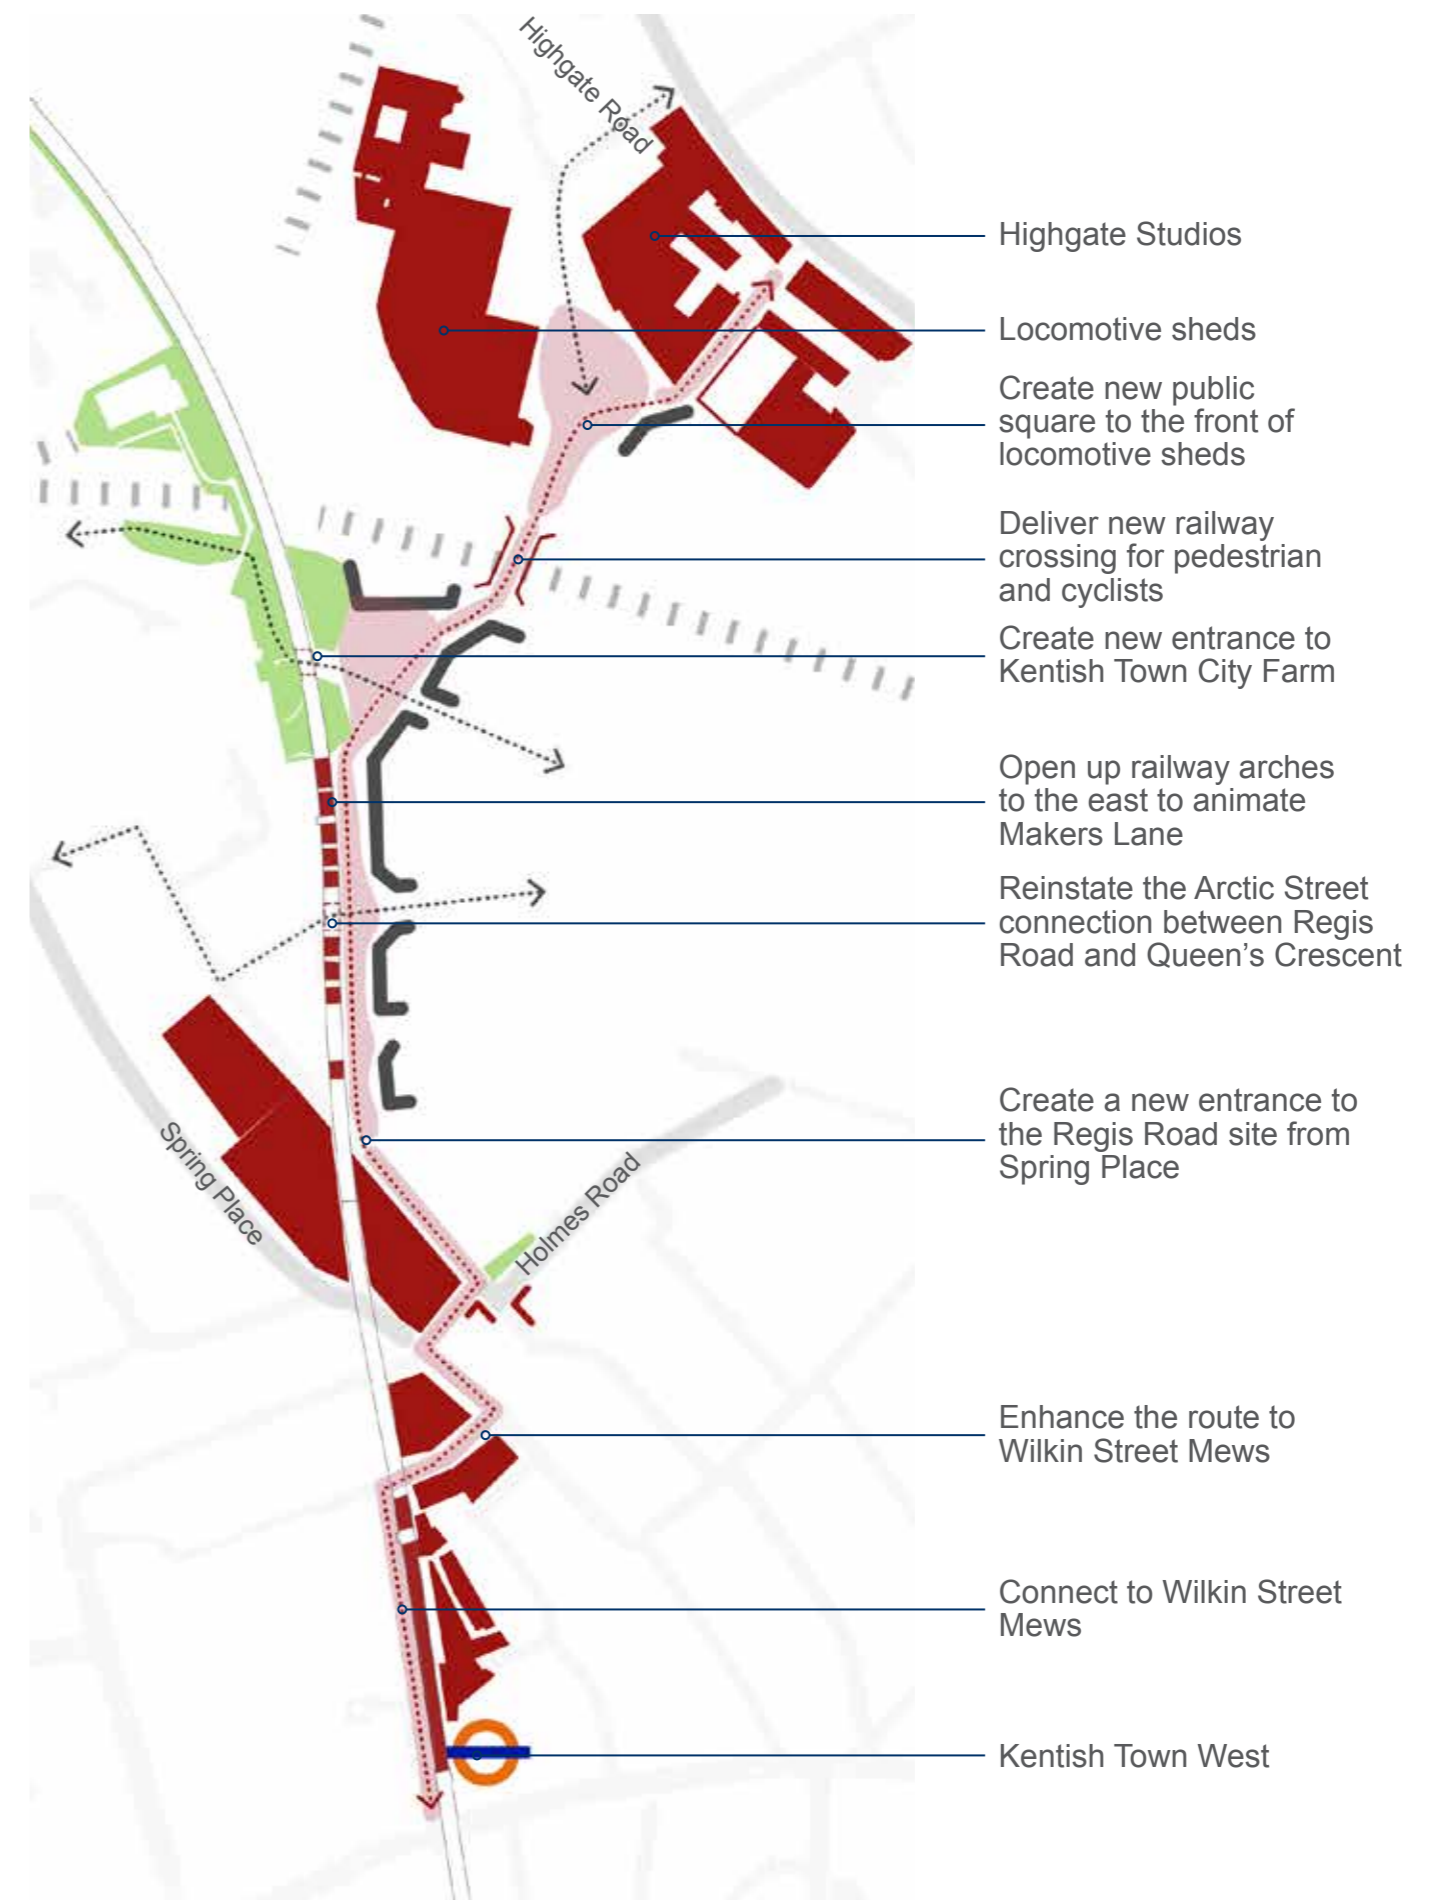 Highgate Road
Highgate Studios
Locomotive sheds
Create new public
square to the front of
locomotive sheds
Deliver new railway
crossing for pedestrian
and cyclists
Create new entrance to
Kentish Town City Farm
Open up railway arches
to the east to animate
Makers Lane
Reinstate the Arctic Street
connection between Regis
Road and Queen's Crescent
Create a new entrance to
the Regis Road site from
Spring Place
Spring Place
Holmes Road
Enhance the route to
Wilkin Street Mews
Connect to Wilkin Street
Mews
Kentish Town West